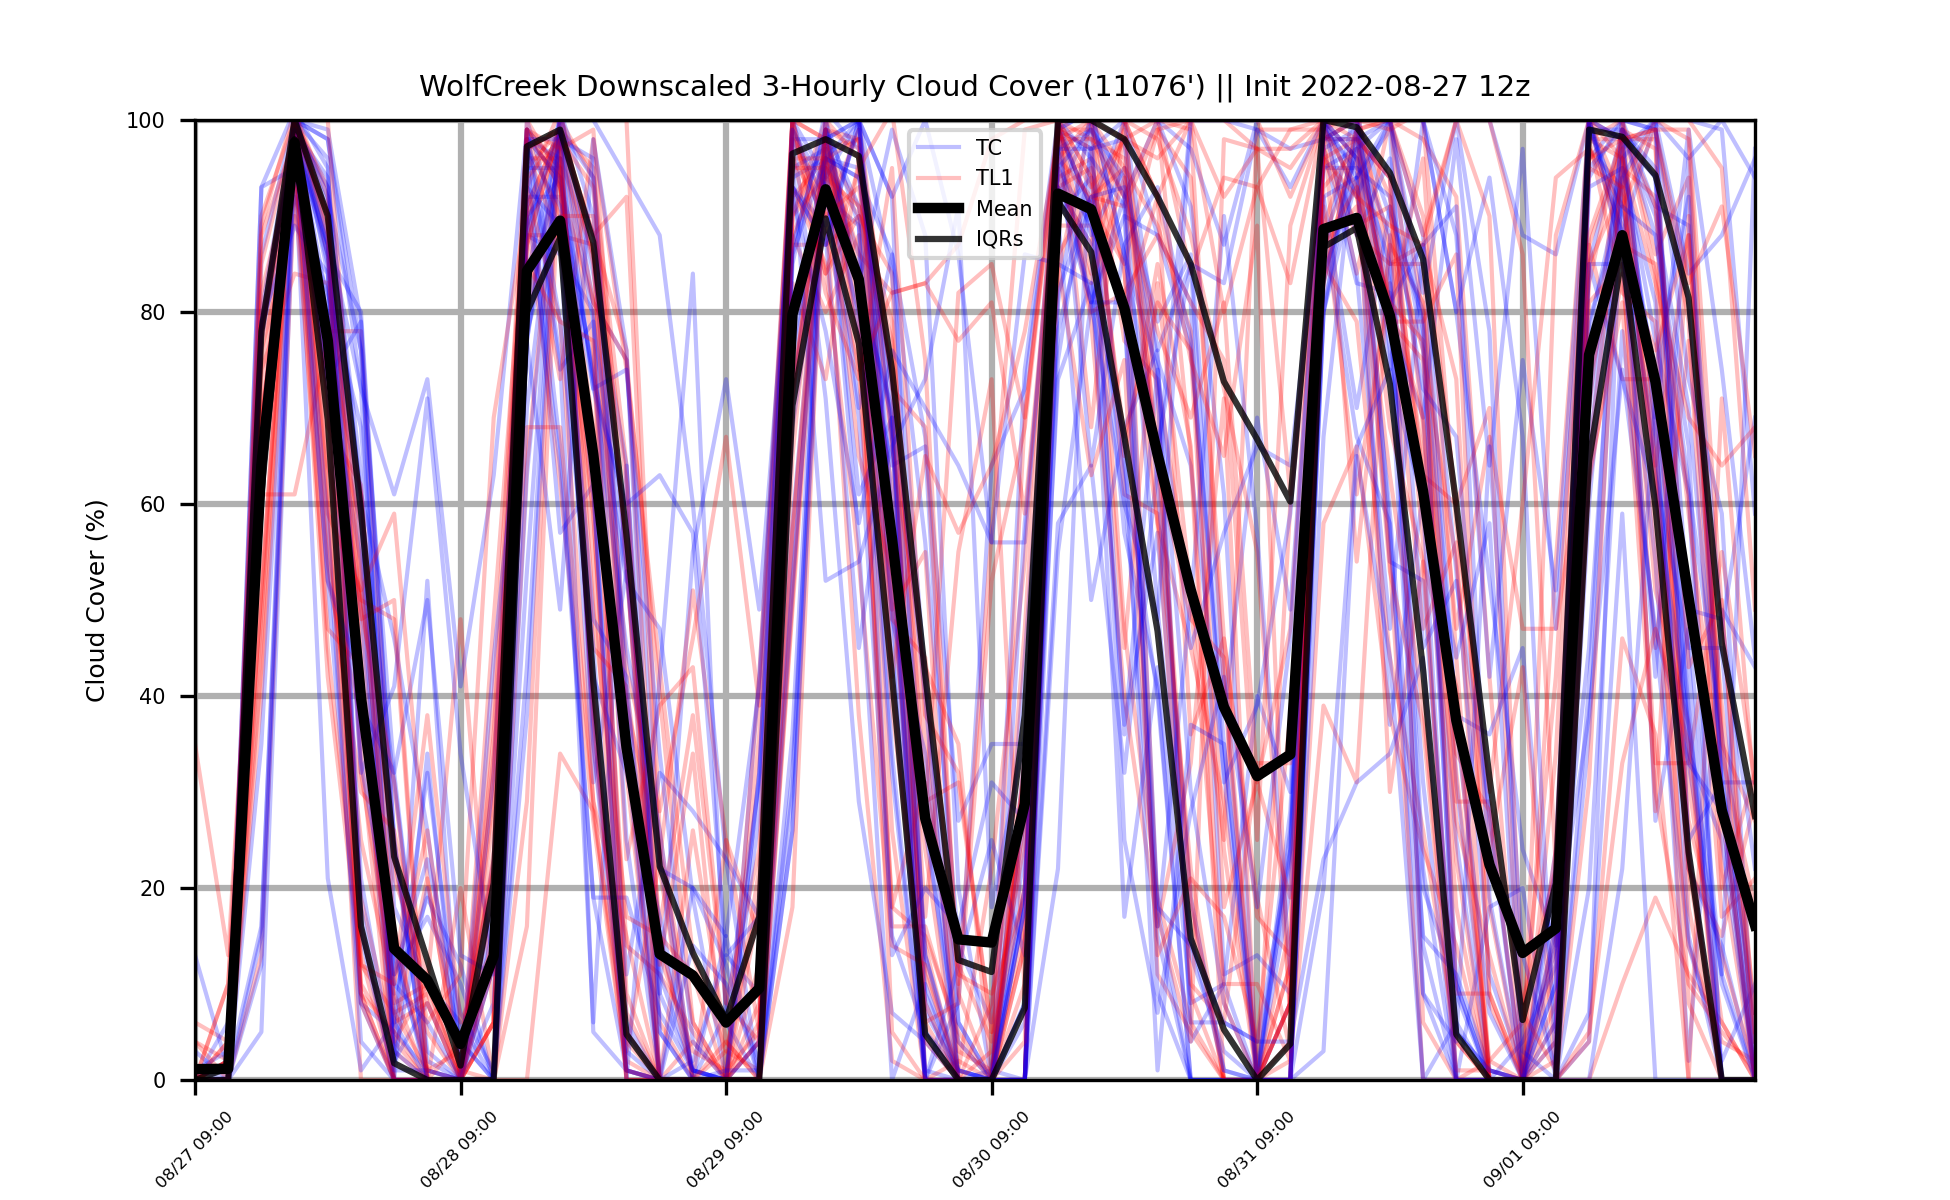 WolfCreek Downscaled 3-Hourly Cloud Cover (11076') || Init 2022-08-27 12z
Cloud Cover (%)
100
80
60
40
20
0
TC
TL1
Mean
IQRs
08/27 09:00
08/28 09:00
08/29 09:00
08/30 09:00
08/31 09:00
09/01 09:00